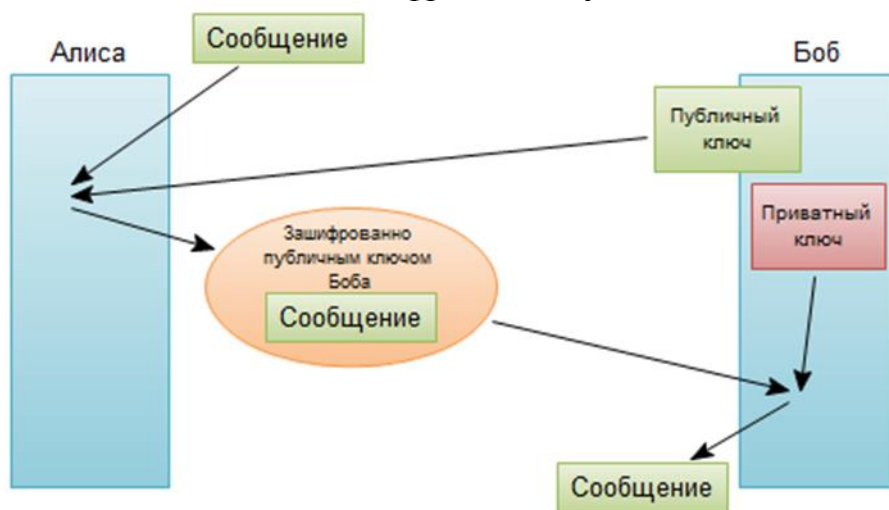 Сообщение
Алиса
Боб
Публичный
ключ
Приватный
ключ
Зашифрованно
публичным ключом
Боба
Сообщение
Сообщение